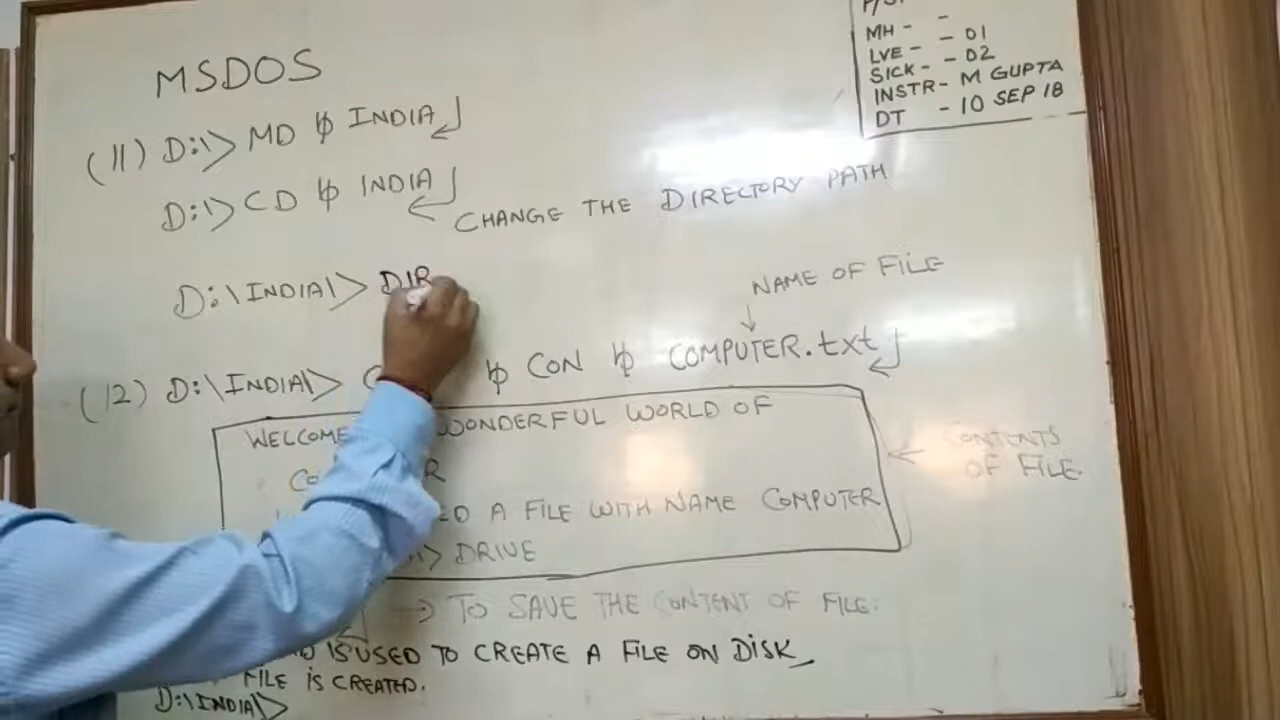 MSDOS
(11) D:\> MD ␢ INDIA ↵
D:\> CD ␢ INDIA ↵
CHANGE THE DIRECTORY PATH
D:\INDIA\> DIR
NAME OF FILE
(12) D:\INDIA\> ␢ CON ␢ COMPUTER.txt ↵
WELCOME WONDERFUL WORLD OF
A FILE WITH NAME COMPUTER
> DRIVE
← CONTENTS
OF FILE
→ TO SAVE THE CONTENT OF FILE.
IS USED TO CREATE A FILE ON DISK
FILE IS CREATED.
D:\INDIA\>
MH - -
LVE - - 01
SICK - - 02
INSTR - M GUPTA
DT - 10 SEP 18